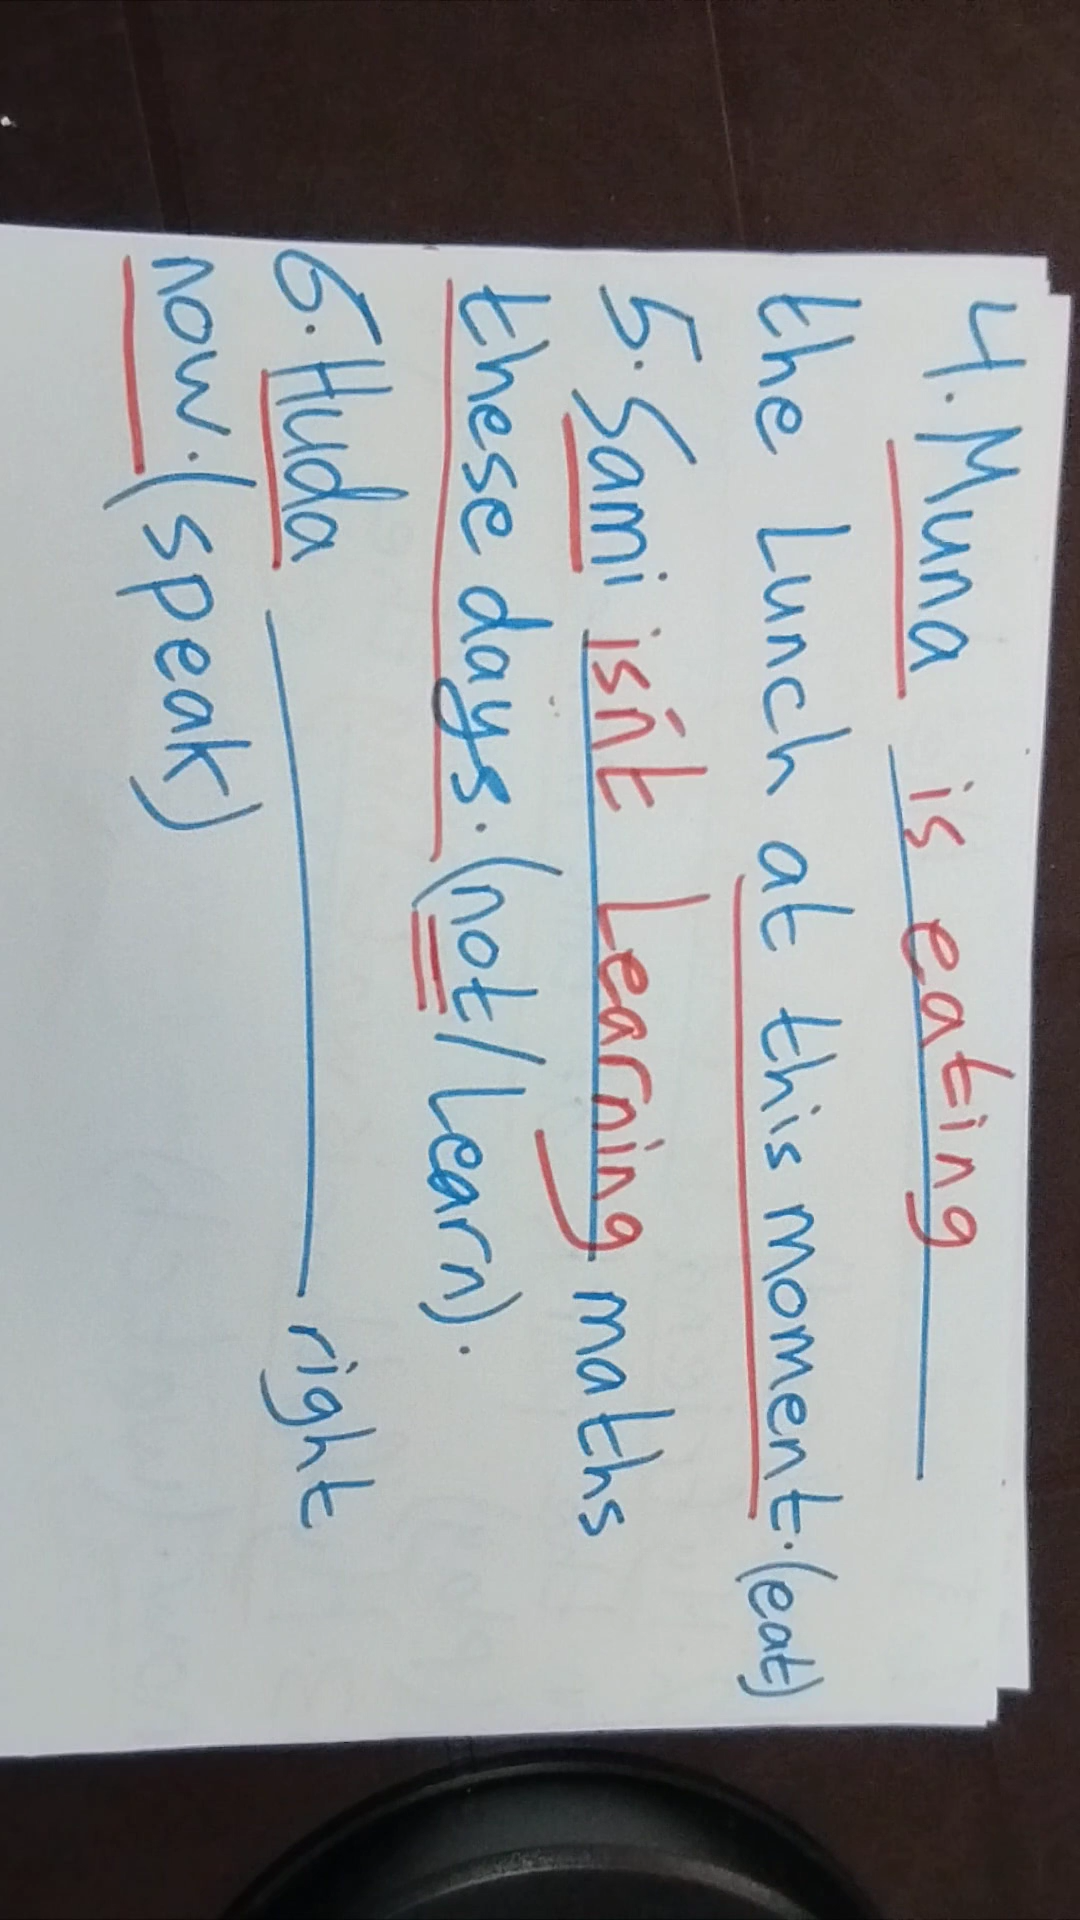 4. Muna is eating
the Lunch at this moment. (eat)
5. Sami isn't Learning maths
these days. (not/Learn).
6. Huda ________ right
now. (speak)